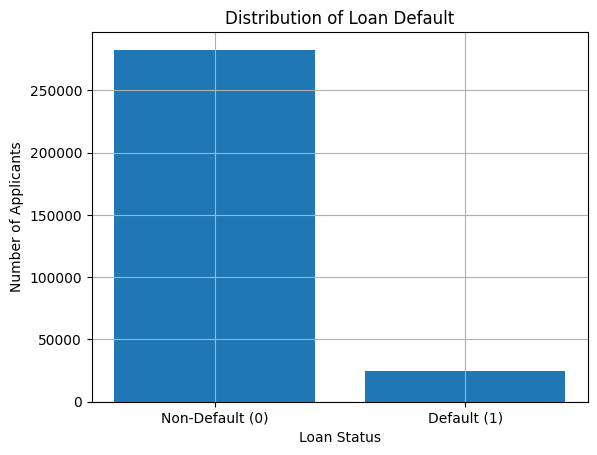 Distribution of Loan Default
Number of Applicants
250000
200000
150000
100000
50000
0
Non-Default (0)
Default (1)
Loan Status